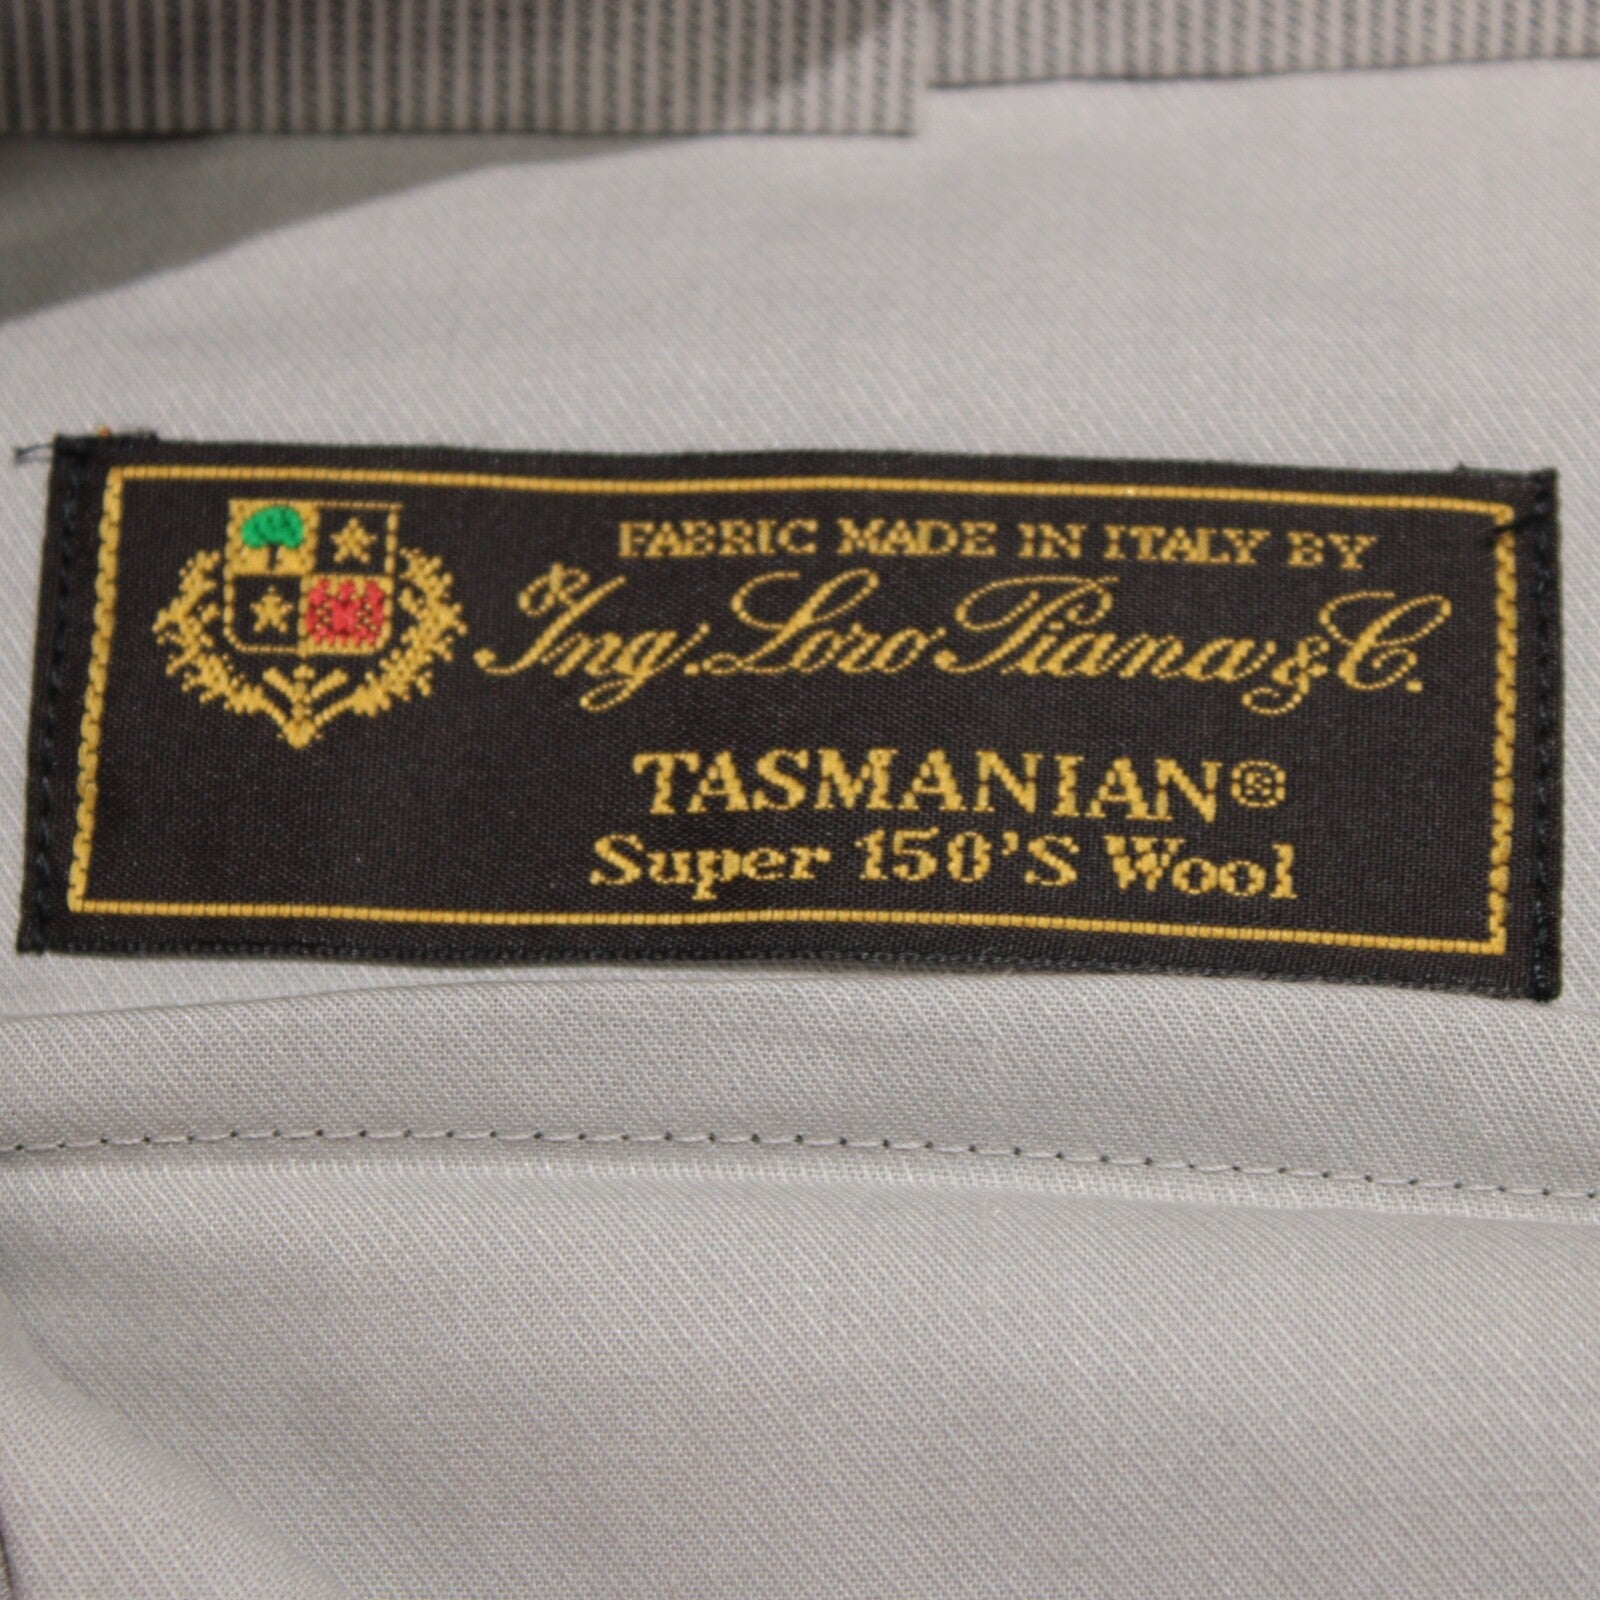 FABRIC MADE IN ITALY BY
Ing. Loro Piana & C.
TASMANIAN®
Super 150'S Wool